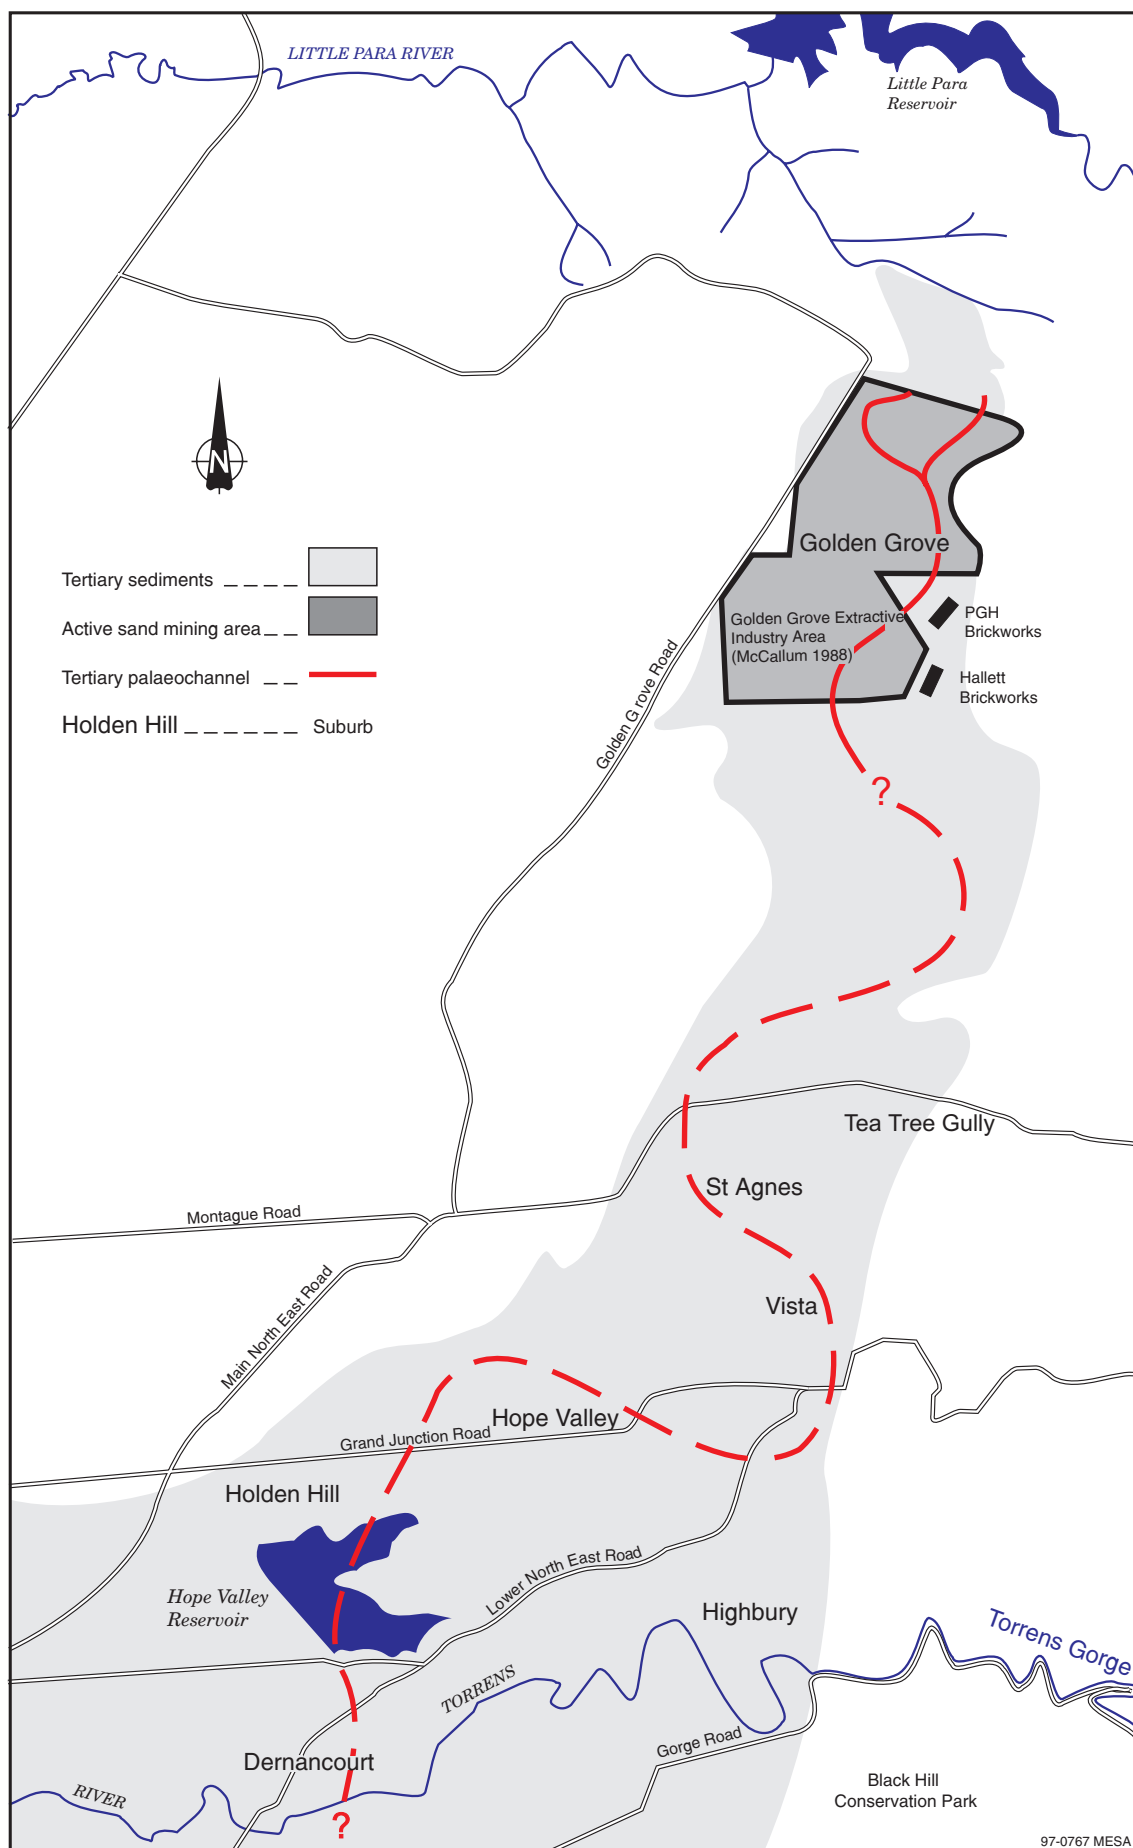 LITTLE PARA RIVER
Little Para
Reservoir
N
Tertiary sediments
Active sand mining area
Tertiary palaeochannel
Holden Hill Suburb
Golden Grove
Golden Grove Extractive
Industry Area
(McCallum 1988)
PGH
Brickworks
Hallett
Brickworks
Golden G rove Road
?
Tea Tree Gully
St Agnes
Montague Road
Vista
Main North East Road
Hope Valley
Grand Junction Road
Holden Hill
Lower North East Road
Hope Valley
Reservoir
Highbury
Torrens Gorge
TORRENS
Gorge Road
Dernancourt
RIVER
?
Black Hill
Conservation Park
97-0767 MESA